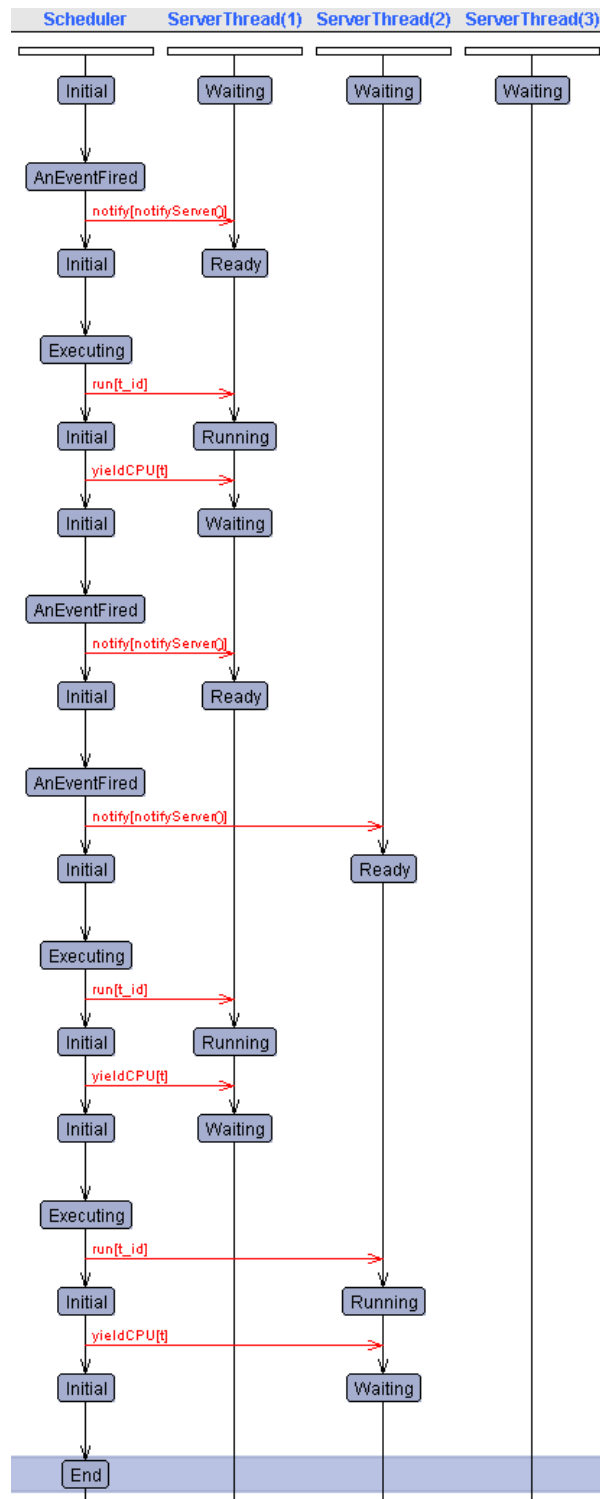 Scheduler ServerThread(1) ServerThread(2) ServerThread(3)
Initial Waiting Waiting Waiting
AnEventFired
notify[notifyServer()]
Initial Ready
Executing
run[t_id]
Initial Running
yieldCPU[t]
Initial Waiting
AnEventFired
notify[notifyServer()]
Initial Ready
AnEventFired
notify[notifyServer()]
Initial Ready
Executing
run[t_id]
Initial Running
yieldCPU[t]
Initial Waiting
Executing
run[t_id]
Initial Running
yieldCPU[t]
Initial Waiting
End